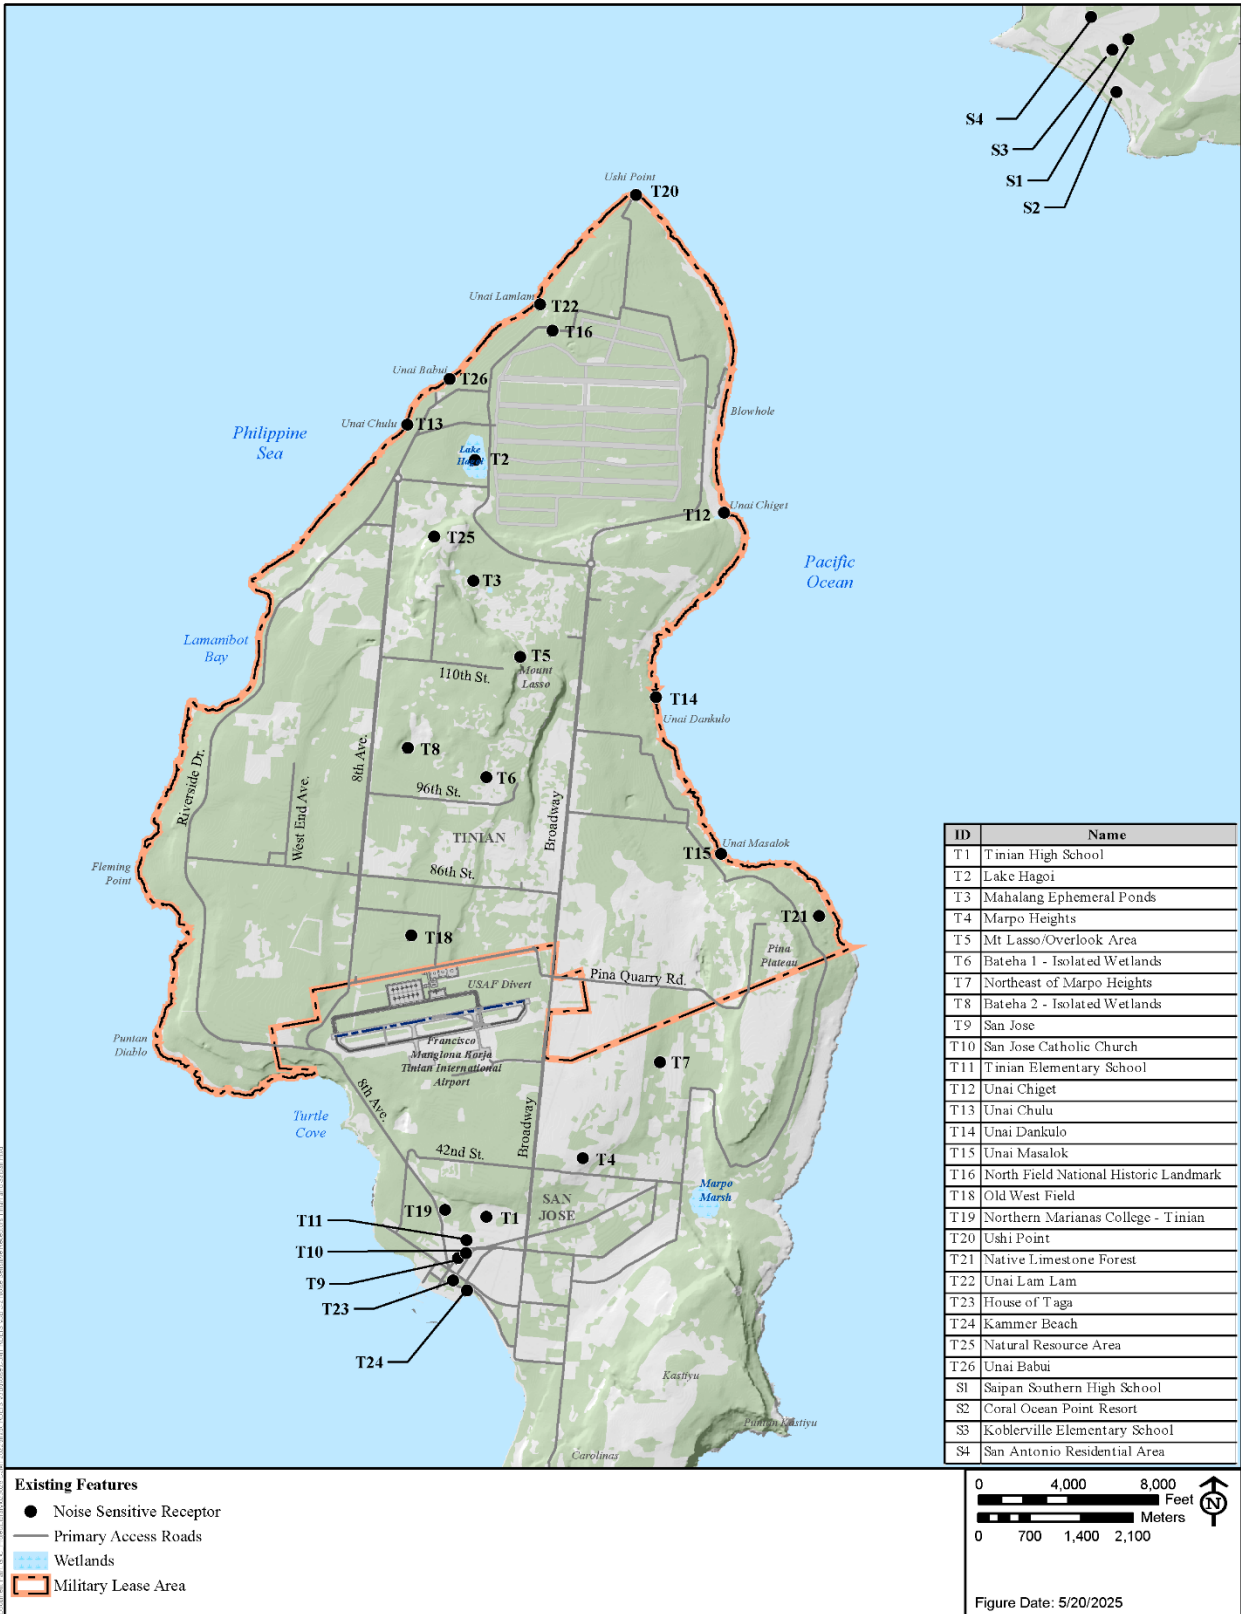 S4
S3
S1
S2
Ushi Point
T20
Unai Lamlam
T22
T16
Unai Babui
T26
Unai Chulu
T13
Philippine
Sea
Lake
Hagoi
T2
Blowhole
T12
Unai Chiget
T25
Pacific
Ocean
T3
Lamanibot
Bay
T5
Mount
Lasso
110th St.
T14
Unai Dankulo
T8
T6
96th St.
8th Ave.
Riverside Dr.
West End Ave.
Broadway
TINIAN
Unai Masalok
T15
Fleming
Point
86th St.
T21
T18
Pina
Plateau
Pina Quarry Rd.
USAF Divert
Puntan
Diablo
Francisco
Manglona Borja
Tinian International
Airport
T7
8th Ave.
Turtle
Cove
Broadway
42nd St.
T4
Marpo
Marsh
SAN
JOSE
T19
T1
T11
T10
T9
T23
T24
Kastiyu
Puntan Kastiyu
Carolinas
ID Name
T1 Tinian High School
T2 Lake Hagoi
T3 Mahalang Ephemeral Ponds
T4 Marpo Heights
T5 Mt Lasso/Overlook Area
T6 Bateha 1 - Isolated Wetlands
T7 Northeast of Marpo Heights
T8 Bateha 2 - Isolated Wetlands
T9 San Jose
T10 San Jose Catholic Church
T11 Tinian Elementary School
T12 Unai Chiget
T13 Unai Chulu
T14 Unai Dankulo
T15 Unai Masalok
T16 North Field National Historic Landmark
T18 Old West Field
T19 Northern Marianas College - Tinian
T20 Ushi Point
T21 Native Limestone Forest
T22 Unai Lam Lam
T23 House of Taga
T24 Kammer Beach
T25 Natural Resource Area
T26 Unai Babui
S1 Saipan Southern High School
S2 Coral Ocean Point Resort
S3 Koblerville Elementary School
S4 San Antonio Residential Area
Existing Features
Noise Sensitive Receptor
Primary Access Roads
Wetlands
Military Lease Area
0 4,000 8,000
Feet
Meters
0 700 1,400 2,100
N
Figure Date: 5/20/2025